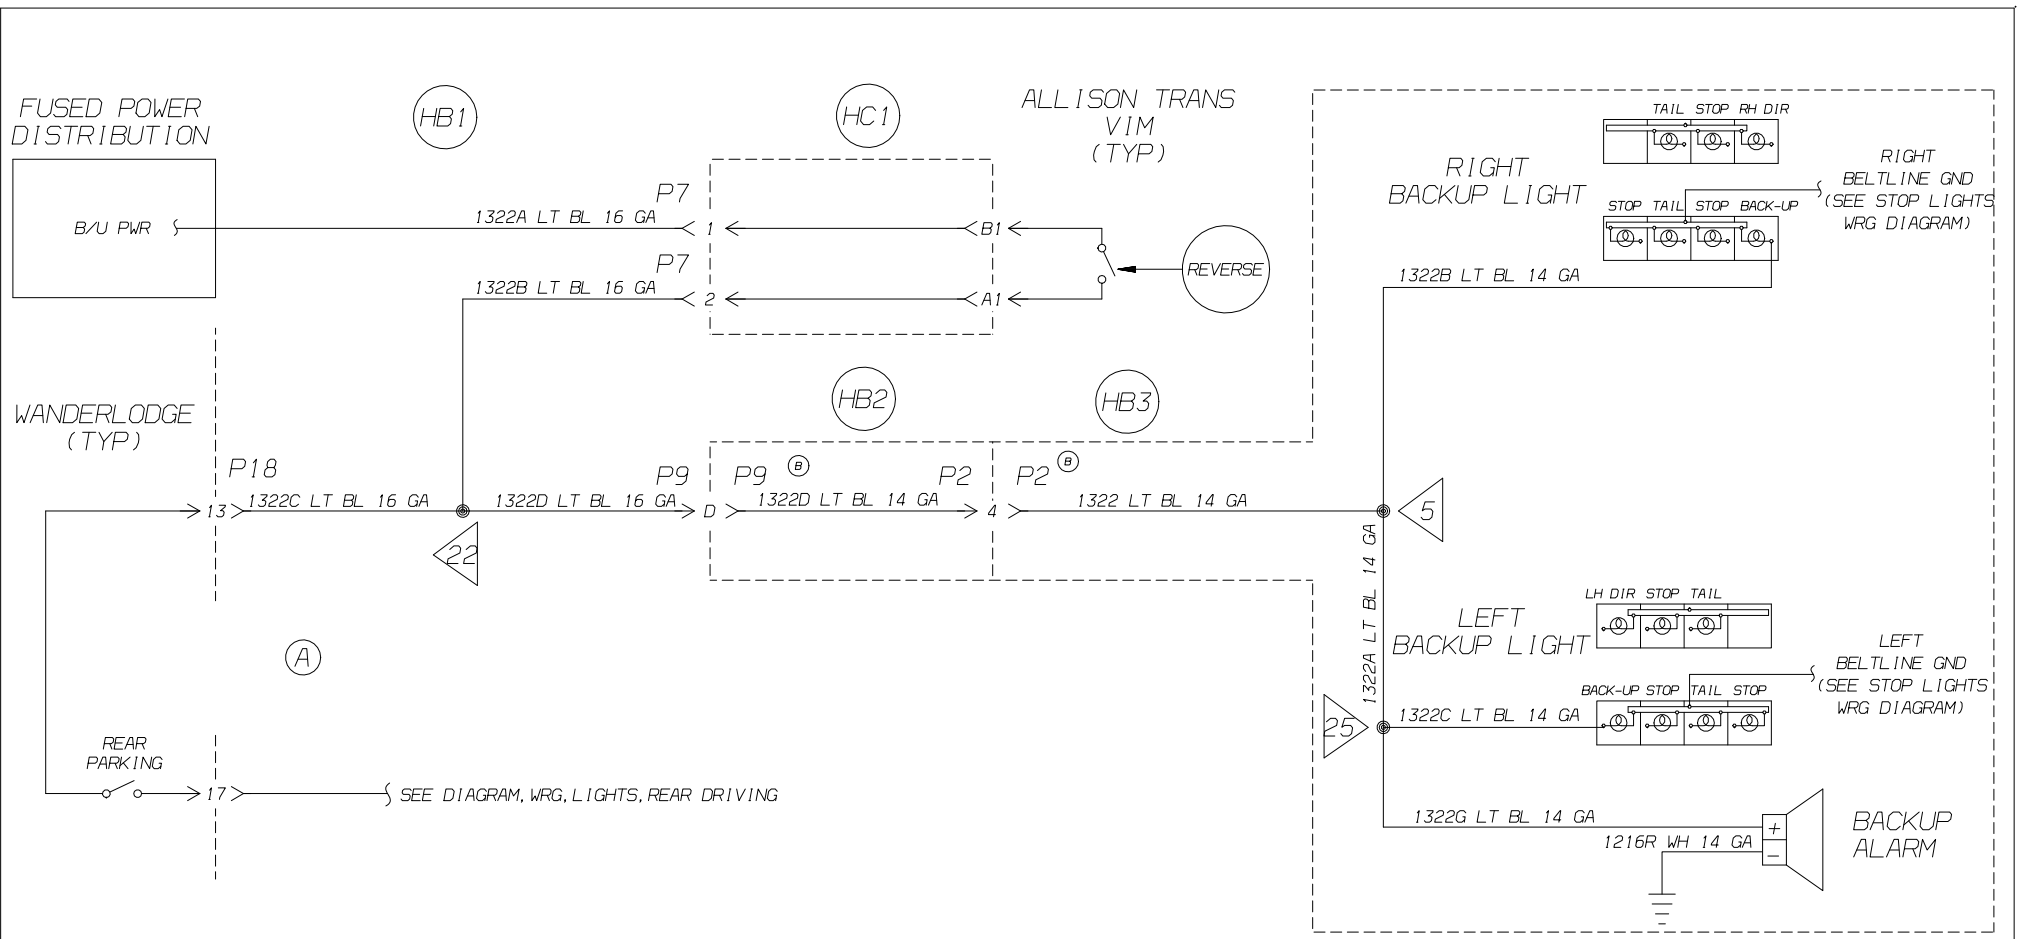 FUSED POWER
DISTRIBUTION
B/U PWR
HB1
HC1
ALLISON TRANS
VIM
(TYP)
P7
1322A LT BL 16 GA
1
B1
P7
1322B LT BL 16 GA
2
A1
REVERSE
TAIL STOP RH DIR
RIGHT
BACKUP LIGHT
RIGHT
BELTLINE GND
(SEE STOP LIGHTS
WRG DIAGRAM)
STOP TAIL STOP BACK-UP
1322B LT BL 14 GA
WANDERLODGE
(TYP)
HB2
HB3
P18
13
1322C LT BL 16 GA
1322D LT BL 16 GA
P9
D
P9
B
1322D LT BL 14 GA
P2
4
P2
B
1322 LT BL 14 GA
5
22
1322A LT BL 14 GA
A
LH DIR STOP TAIL
LEFT
BACKUP LIGHT
LEFT
BELTLINE GND
(SEE STOP LIGHTS
WRG DIAGRAM)
BACK-UP STOP TAIL STOP
25
1322C LT BL 14 GA
REAR
PARKING
17
SEE DIAGRAM, WRG, LIGHTS, REAR DRIVING
1322G LT BL 14 GA
+
1216R WH 14 GA
−
BACKUP
ALARM